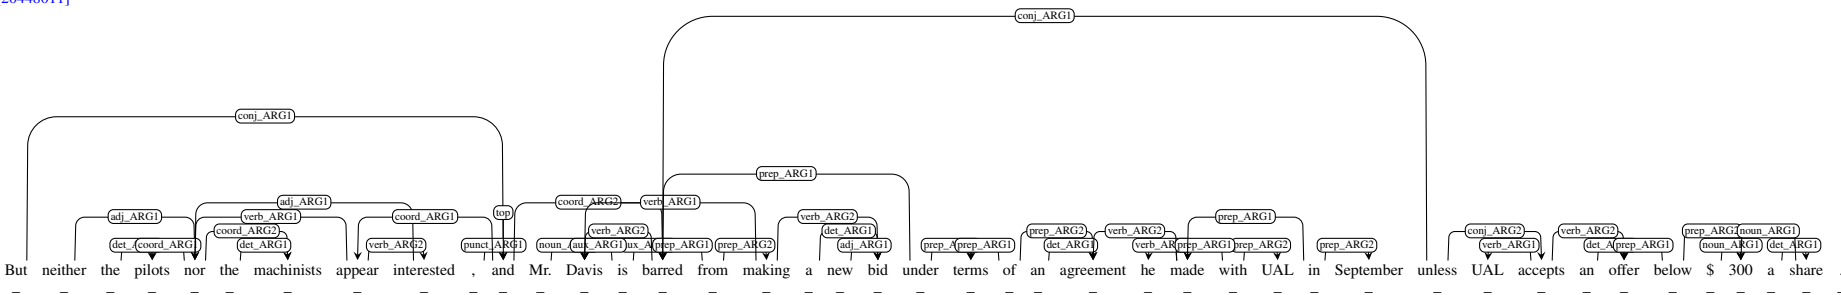 20448011]
conj_ARG1
conj_ARG1
prep_ARG1
adj_ARG1 coord_ARG2 verb_ARG1
adj_ARG1 verb_ARG1 coord_ARG1 top verb_ARG2 prep_ARG1
coord_ARG2 verb_ARG2 det_ARG1 prep_ARG2 verb_ARG2 conj_ARG2 verb_ARG2 prep_ARG2 noun_ARG1
coord_ARG1 det_ARG1 verb_ARG2 punct_ARG1 aux_ARG1 prep_ARG1 prep_ARG2 adj_ARG1 prep_ARG1 det_ARG1 prep_ARG2 prep_ARG2 verb_ARG1 prep_ARG1 noun_ARG1 det_ARG1
But neither the pilots nor the machinists appear interested , and Mr. Davis is barred from making a new bid under terms of an agreement he made with UAL in September unless UAL accepts an offer below $ 300 a share .